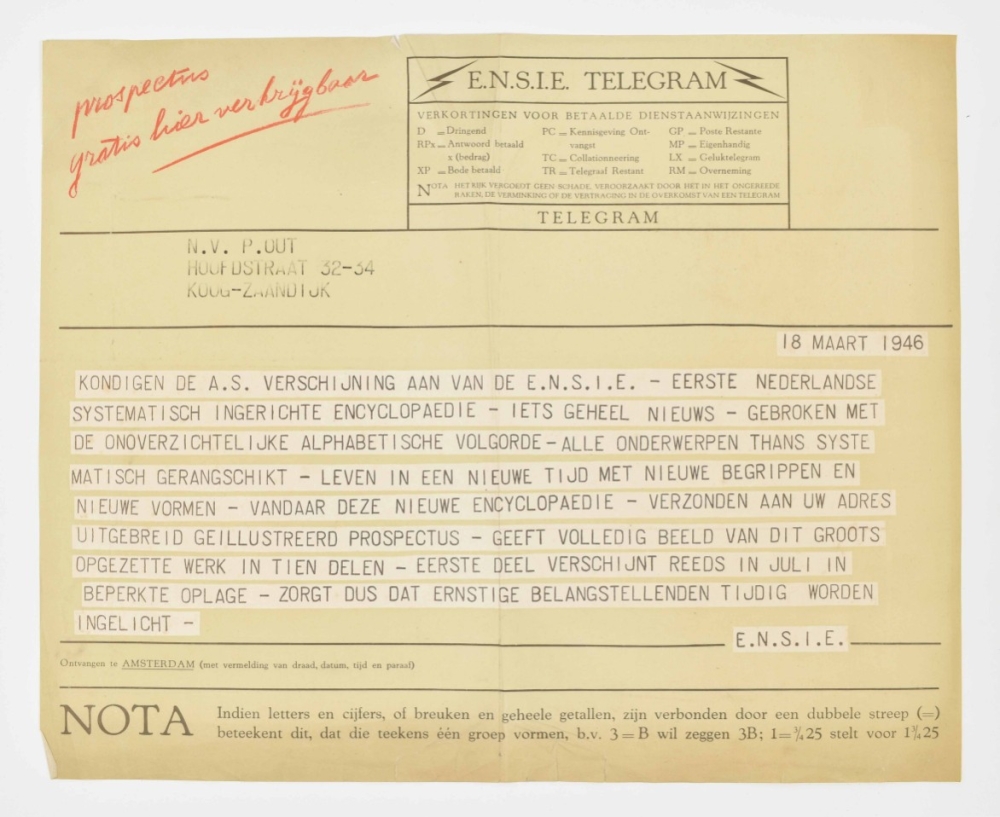 prospectus
gratis hier verkrijgbaar
E.N.S.I.E. TELEGRAM
VERKORTINGEN VOOR BETAALDE DIENSTAANWIJZINGEN
D = Dringend
RPx = Antwoord betaald
x (bedrag)
XP = Bode betaald
PC = Kennisgeving Ont-
vangst
TC = Collationneering
TR = Telegraaf Restant
GP = Poste Restante
MP = Eigenhandig
LX = Geluktelegram
RM = Overneming
NOTA HET RIJK VERGOEDT GEEN SCHADE, VEROORZAAKT DOOR HET IN HET ONGEREEDE
RAKEN, DE VERMINKING OF DE VERTRAGING IN DE OVERKOMST VAN EEN TELEGRAM
TELEGRAM
N.V. P.OUT
HOOFDSTRAAT 32-34
KOOG-ZAANDIJK
18 MAART 1946
KONDIGEN DE A.S. VERSCHIJNING AAN VAN DE E.N.S.I.E. - EERSTE NEDERLANDSE
SYSTEMATISCH INGERICHTE ENCYCLOPAEDIE - IETS GEHEEL NIEUWS - GEBROKEN MET
DE ONOVERZICHTELIJKE ALPHABETISCHE VOLGORDE - ALLE ONDERWERPEN THANS SYSTE
MATISCH GERANGSCHIKT - LEVEN IN EEN NIEUWE TIJD MET NIEUWE BEGRIPPEN EN
NIEUWE VORMEN - VANDAAR DEZE NIEUWE ENCYCLOPAEDIE - VERZONDEN AAN UW ADRES
UITGEBREID GEILLUSTREERD PROSPECTUS - GEEFT VOLLEDIG BEELD VAN DIT GROOTS
OPGEZETTE WERK IN TIEN DELEN - EERSTE DEEL VERSCHIJNT REEDS IN JULI IN
BEPERKTE OPLAGE - ZORGT DUS DAT ERNSTIGE BELANGSTELLENDEN TIJDIG WORDEN
INGELICHT -
E.N.S.I.E.
Ontvangen te AMSTERDAM (met vermelding van draad, datum, tijd en paraaf)
NOTA Indien letters en cijfers, of breuken en geheele getallen, zijn verbonden door een dubbele streep (=)
beteekent dit, dat die teekens één groep vormen, b.v. 3 = B wil zeggen 3B; 1=¾25 stelt voor 1¾25